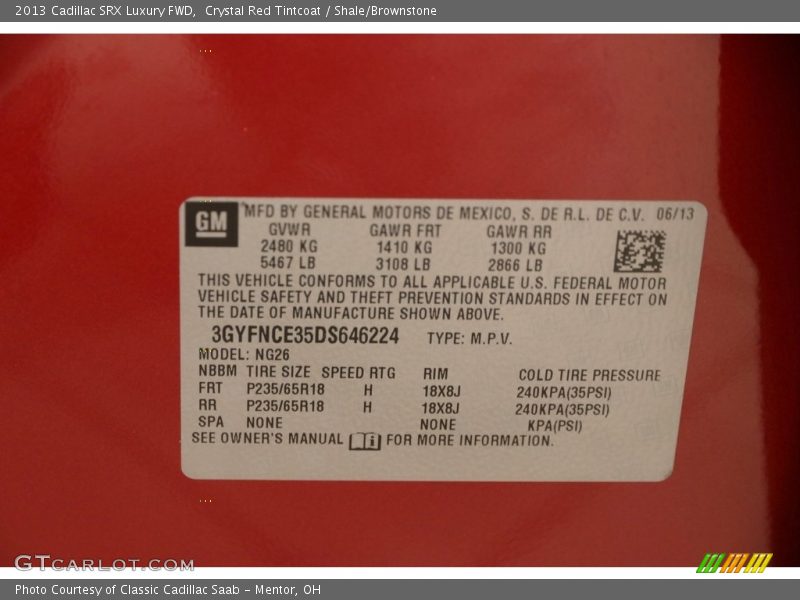 2013 Cadillac SRX Luxury FWD, Crystal Red Tintcoat / Shale/Brownstone
GM MFD BY GENERAL MOTORS DE MEXICO, S. DE R.L. DE C.V. 06/13
GVWR GAWR FRT GAWR RR
2480 KG 1410 KG 1300 KG
5467 LB 3108 LB 2866 LB
THIS VEHICLE CONFORMS TO ALL APPLICABLE U.S. FEDERAL MOTOR
VEHICLE SAFETY AND THEFT PREVENTION STANDARDS IN EFFECT ON
THE DATE OF MANUFACTURE SHOWN ABOVE.
3GYFNCE35DS646224 TYPE: M.P.V.
MODEL: NG26
NBBM TIRE SIZE SPEED RTG RIM COLD TIRE PRESSURE
FRT P235/65R18 H 18X8J 240KPA(35PSI)
RR P235/65R18 H 18X8J 240KPA(35PSI)
SPA NONE NONE KPA(PSI)
SEE OWNER'S MANUAL i FOR MORE INFORMATION.
GTCARLOT.COM
Photo Courtesy of Classic Cadillac Saab - Mentor, OH